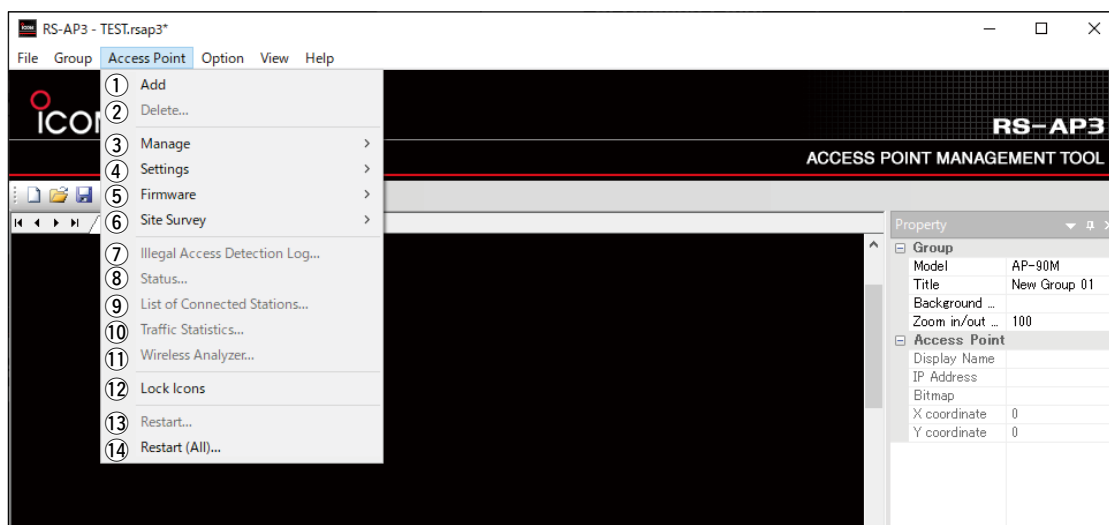 RS-AP3 - TEST.rsap3*
File Group Access Point Option View Help
① Add
② Delete...
③ Manage
④ Settings
⑤ Firmware
⑥ Site Survey
⑦ Illegal Access Detection Log...
⑧ Status...
⑨ List of Connected Stations...
⑩ Traffic Statistics...
⑪ Wireless Analyzer...
⑫ Lock Icons
⑬ Restart...
⑭ Restart (All)...
RS-AP3
ACCESS POINT MANAGEMENT TOOL
Property
Group
Model AP-90M
Title New Group 01
Background ...
Zoom in/out ... 100
Access Point
Display Name
IP Address
Bitmap
X coordinate 0
Y coordinate 0